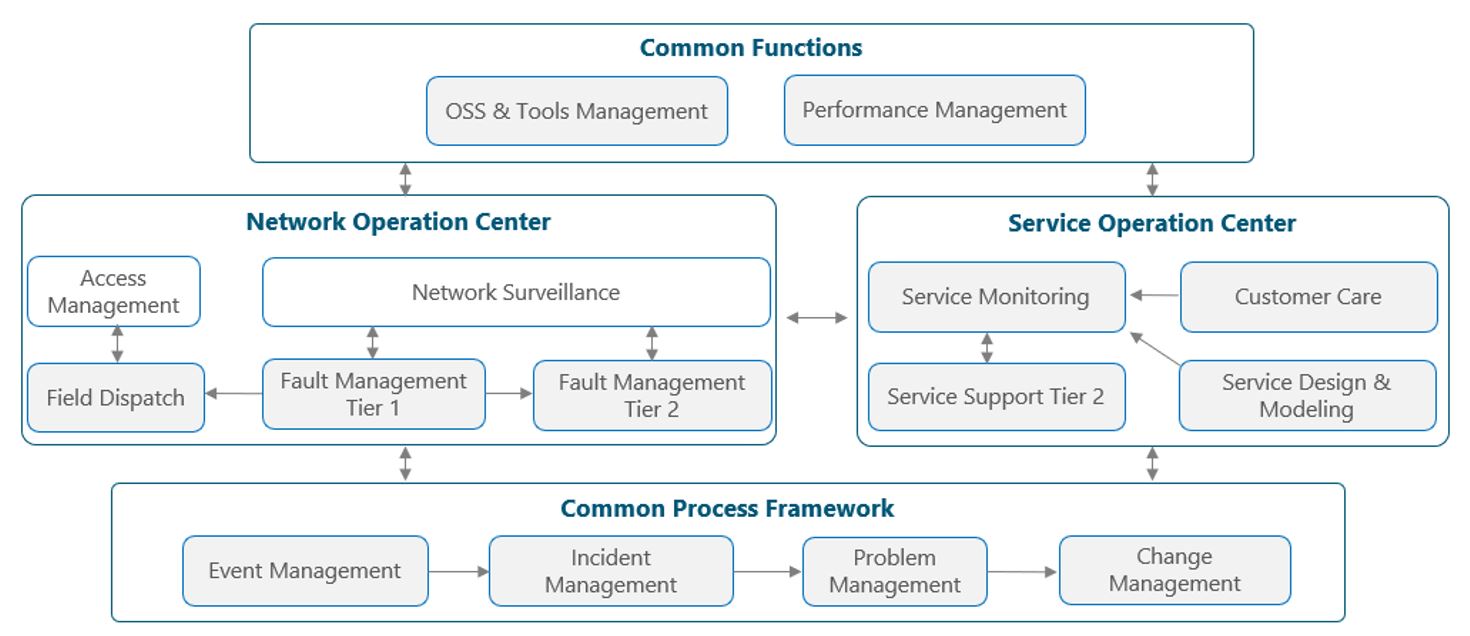 Common Functions
OSS & Tools Management
Performance Management
Network Operation Center
Access
Management
Network Surveillance
Field Dispatch
Fault Management
Tier 1
Fault Management
Tier 2
Service Operation Center
Service Monitoring
Customer Care
Service Support Tier 2
Service Design &
Modeling
Common Process Framework
Event Management
Incident
Management
Problem
Management
Change
Management